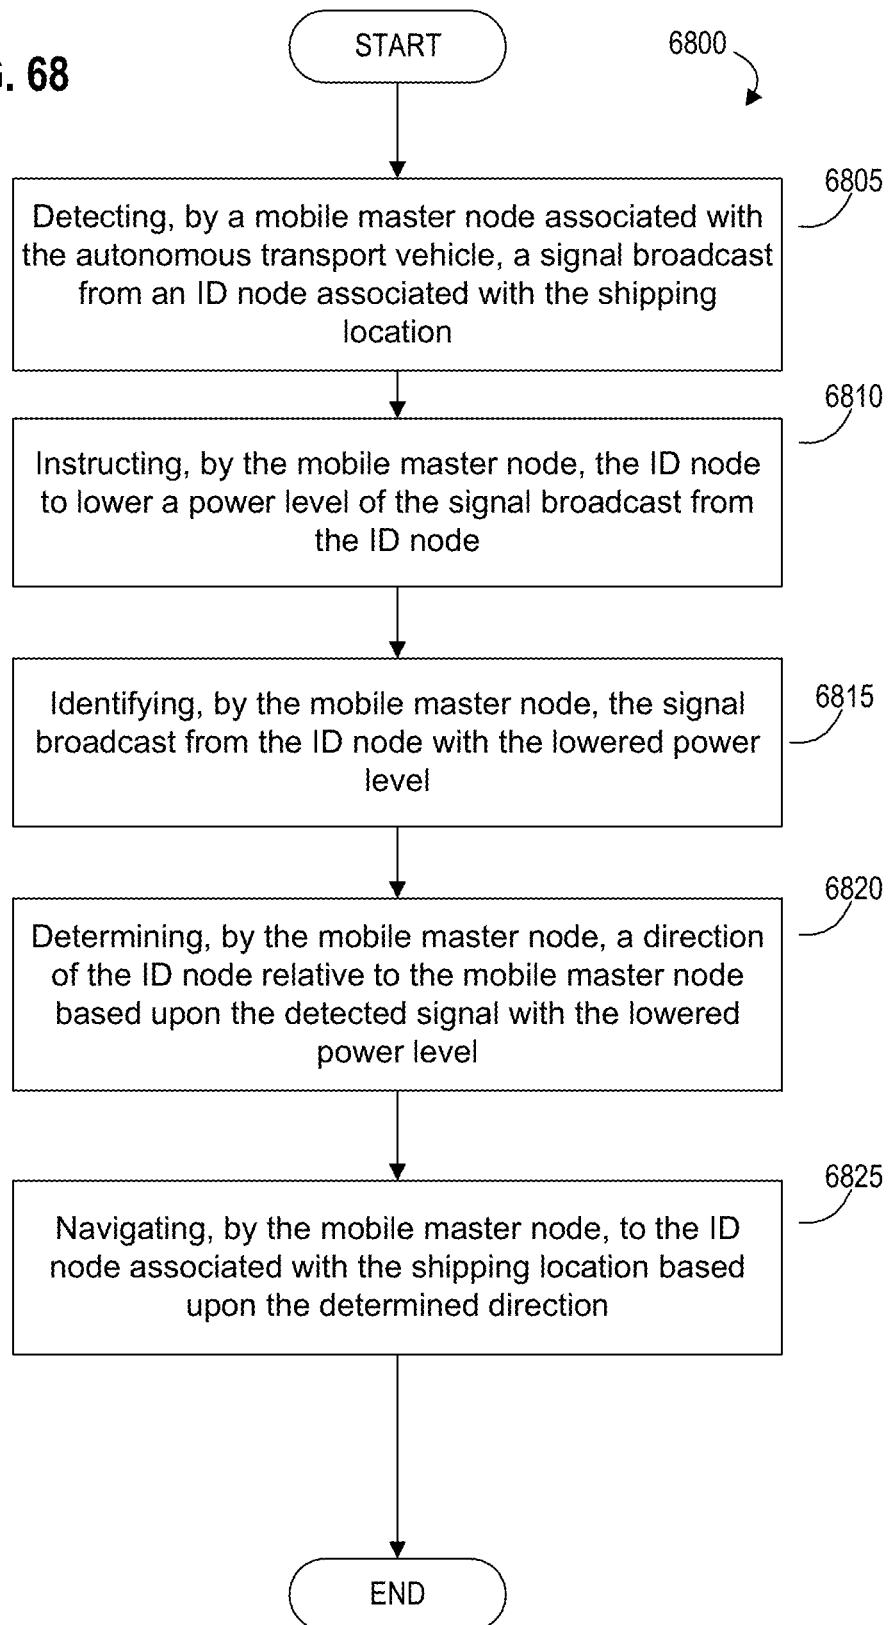 START
6800
. 68
6805
Detecting, by a mobile master node associated with
the autonomous transport vehicle, a signal broadcast
from an ID node associated with the shipping
location
6810
Instructing, by the mobile master node, the ID node
to lower a power level of the signal broadcast from
the ID node
6815
Identifying, by the mobile master node, the signal
broadcast from the ID node with the lowered power
level
6820
Determining, by the mobile master node, a direction
of the ID node relative to the mobile master node
based upon the detected signal with the lowered
power level
6825
Navigating, by the mobile master node, to the ID
node associated with the shipping location based
upon the determined direction
END